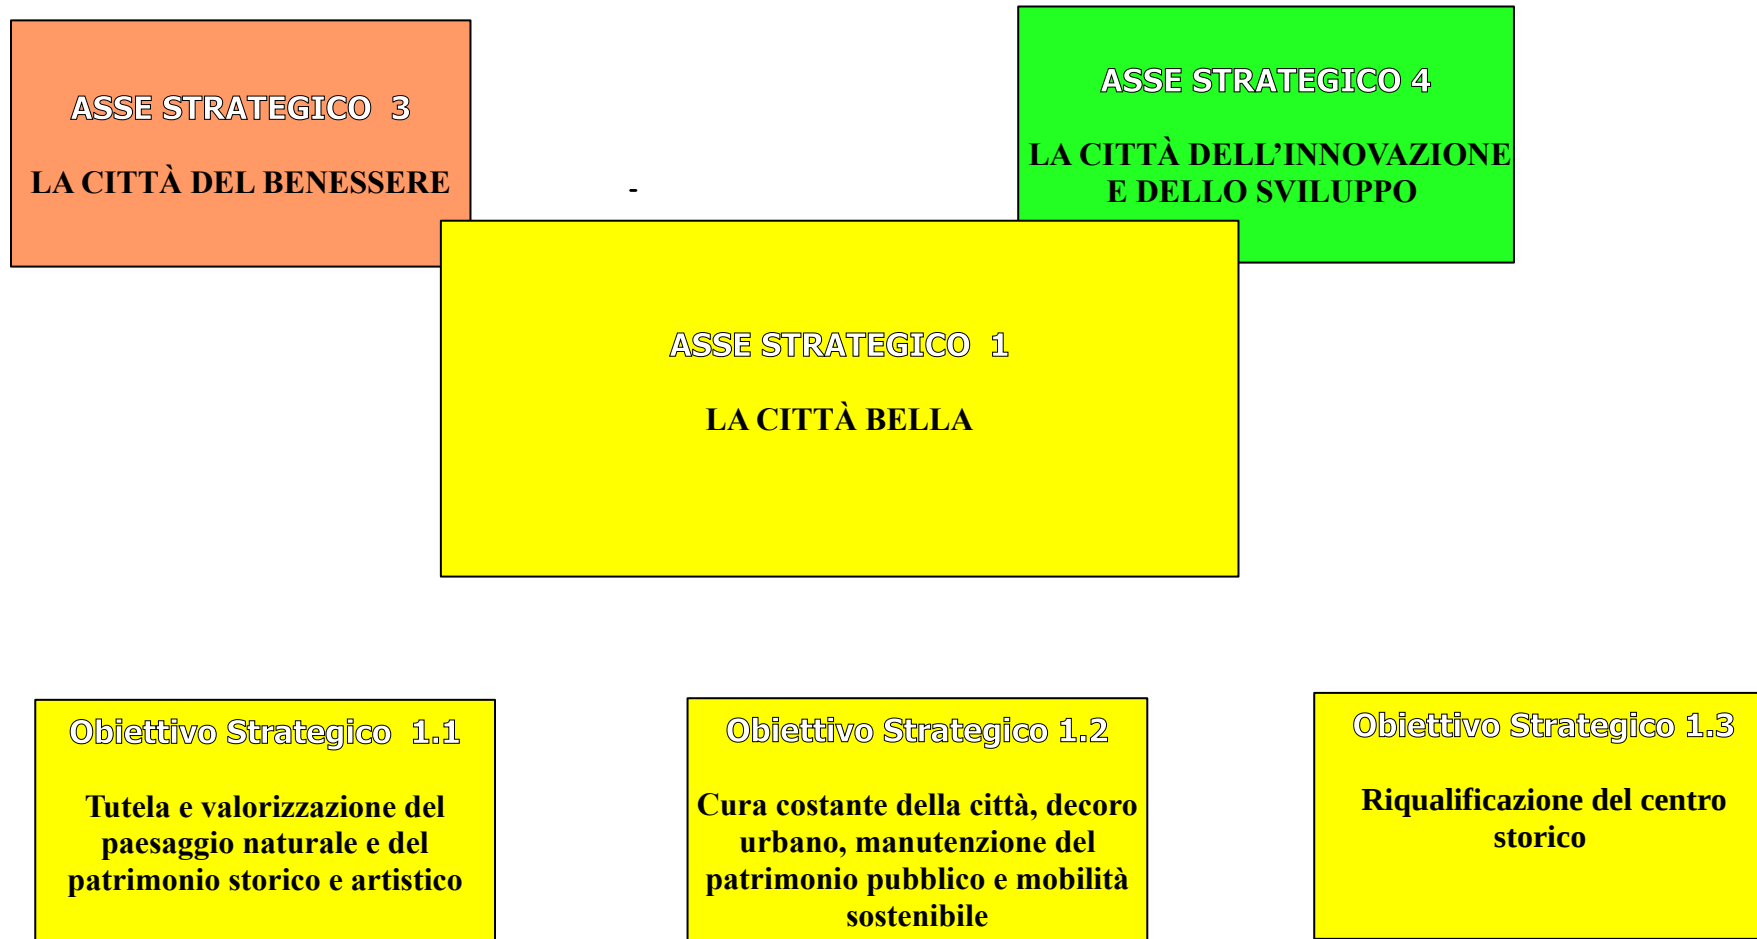 ASSE STRATEGICO 3
LA CITTÀ DEL BENESSERE
-
ASSE STRATEGICO 4
LA CITTÀ DELL’INNOVAZIONE
E DELLO SVILUPPO
ASSE STRATEGICO 1
LA CITTÀ BELLA
Obiettivo Strategico 1.1
Tutela e valorizzazione del
paesaggio naturale e del
patrimonio storico e artistico
Obiettivo Strategico 1.2
Cura costante della città, decoro
urbano, manutenzione del
patrimonio pubblico e mobilità
sostenibile
Obiettivo Strategico 1.3
Riqualificazione del centro
storico